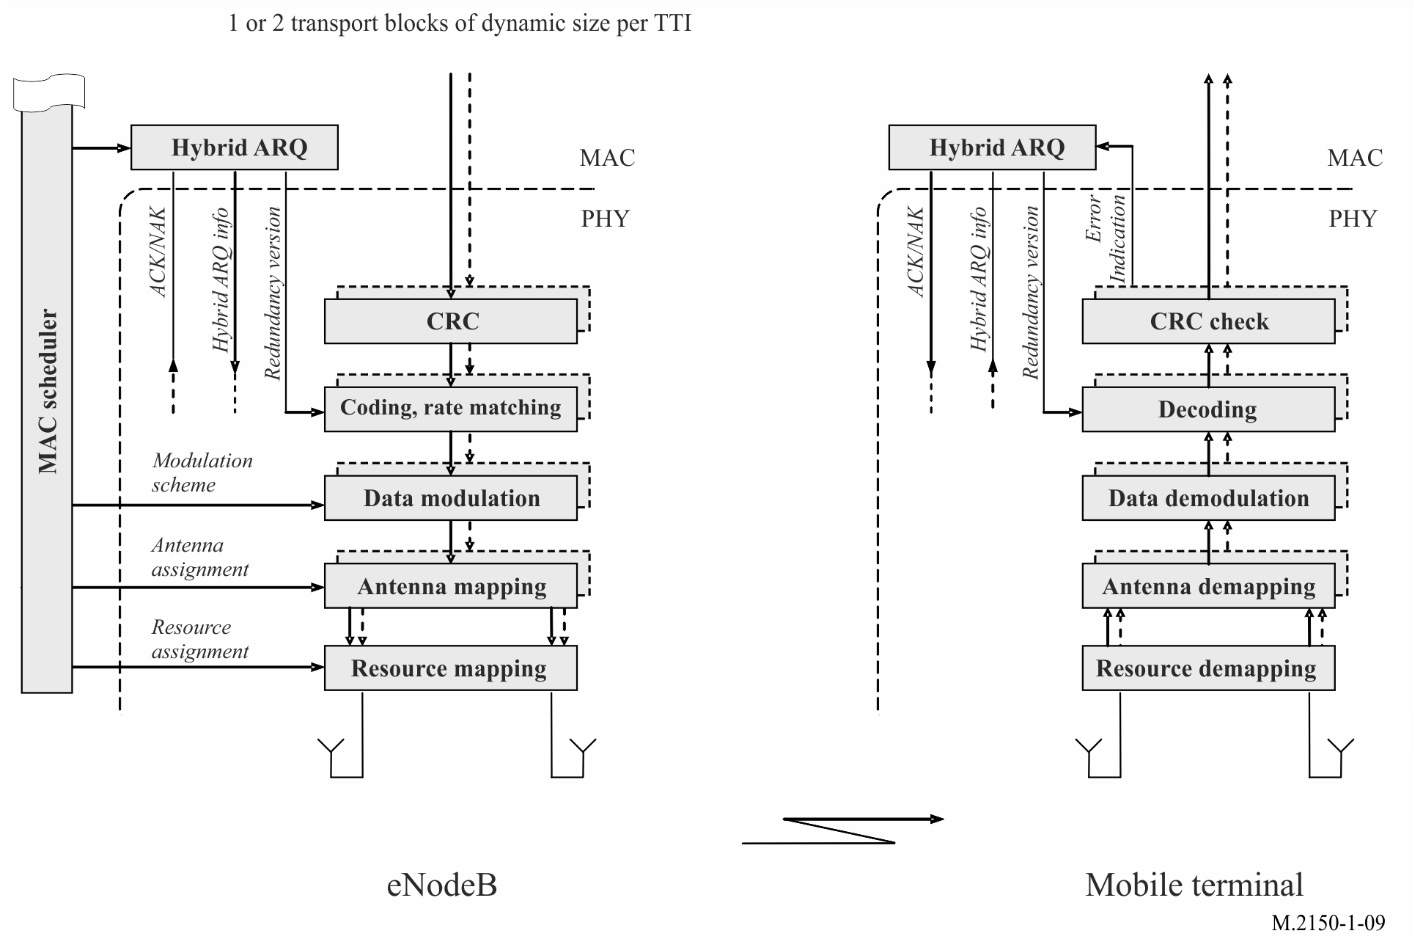 1 or 2 transport blocks of dynamic size per TTI
MAC scheduler
Hybrid ARQ
MAC
PHY
ACK/NAK
Hybrid ARQ info
Redundancy version
CRC
Coding, rate matching
Modulation
scheme
Data modulation
Antenna
assignment
Antenna mapping
Resource
assignment
Resource mapping
eNodeB
Hybrid ARQ
MAC
PHY
ACK/NAK
Hybrid ARQ info
Redundancy version
Error
Indication
CRC check
Decoding
Data demodulation
Antenna demapping
Resource demapping
Mobile terminal
M.2150-1-09